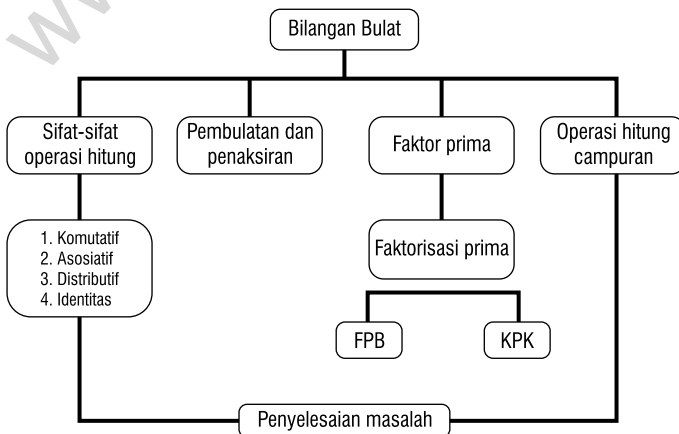 Bilangan Bulat
Sifat-sifat
operasi hitung
Pembulatan dan
penaksiran
Faktor prima
Operasi hitung
campuran
1. Komutatif
2. Asosiatif
3. Distributif
4. Identitas
Faktorisasi prima
FPB
KPK
Penyelesaian masalah